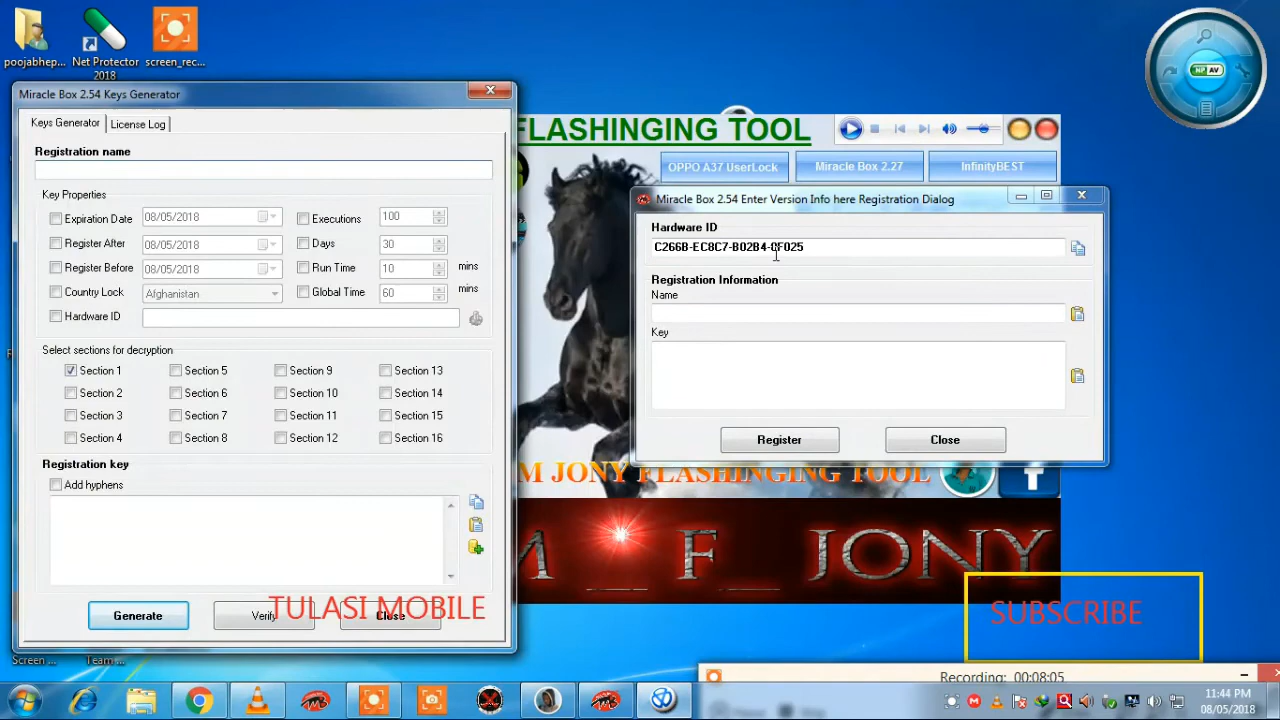 poojabhep...
Net Protector
2018
screen_rec...
Miracle Box 2.54 Keys Generator
Keys Generator
License Log
Registration name
Key Properties
Expiration Date
08/05/2018
Executions
100
Register After
08/05/2018
Days
30
Register Before
08/05/2018
Run Time
10
mins
Country Lock
Afghanistan
Global Time
60
mins
Hardware ID
Select sections for decryption
Section 1
Section 5
Section 9
Section 13
Section 2
Section 6
Section 10
Section 14
Section 3
Section 7
Section 11
Section 15
Section 4
Section 8
Section 12
Section 16
Registration key
Add hyphens
Generate
Verify
Close
TULASI MOBILE
FLASHINGING TOOL
OPPO A37 UserLock
Miracle Box 2.27
InfinityBEST
Miracle Box 2.54 Enter Version Info here Registration Dialog
Hardware ID
C266B-EC8C7-B02B4-0F025
Registration Information
Name
Key
Register
Close
M JONY FLASHINGING TOOL
F JONY
SUBSCRIBE
NP AV
Screen ...
Team ...
Recording: 00:08:05
11:44 PM
08/05/2018